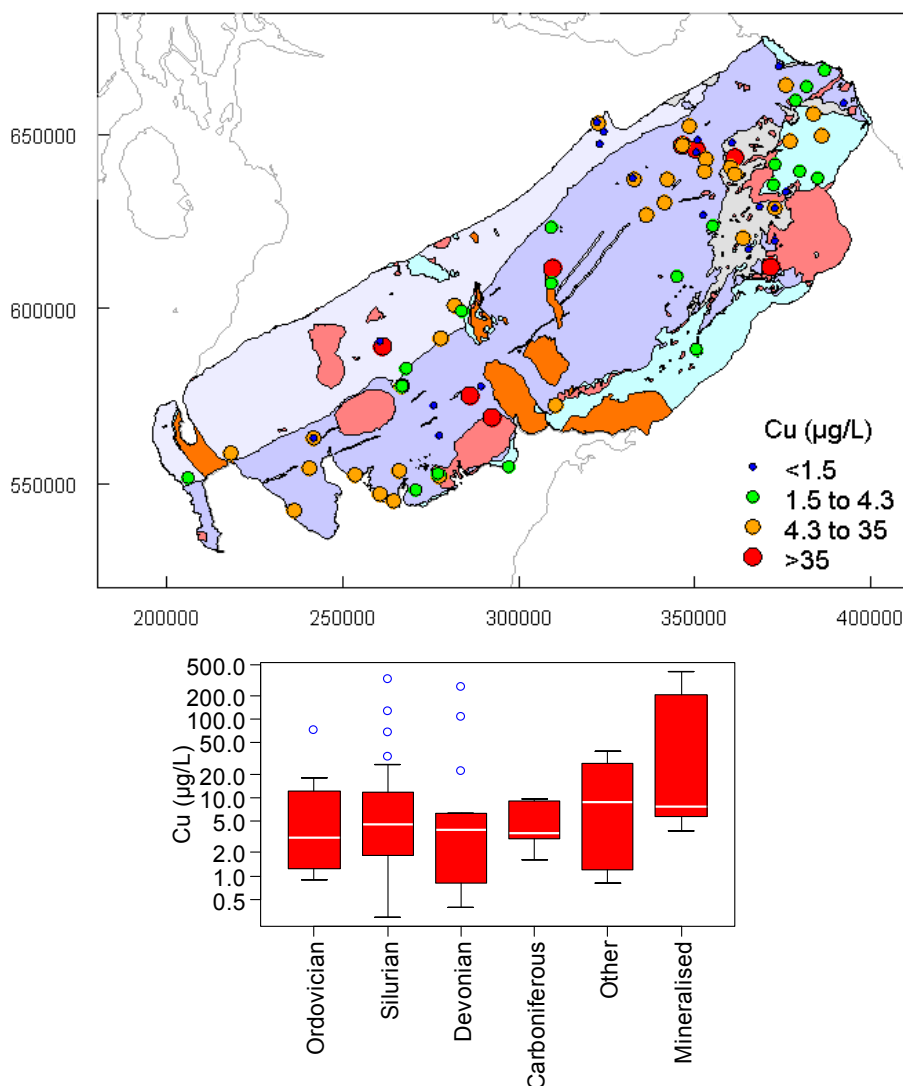 650000
600000
550000
Cu (µg/L)
<1.5
1.5 to 4.3
4.3 to 35
>35
200000 250000 300000 350000 400000
Cu (µg/L)
500.0
200.0
100.0
50.0
20.0
10.0
5.0
2.0
1.0
0.5
Ordovician
Silurian
Devonian
Carboniferous
Other
Mineralised